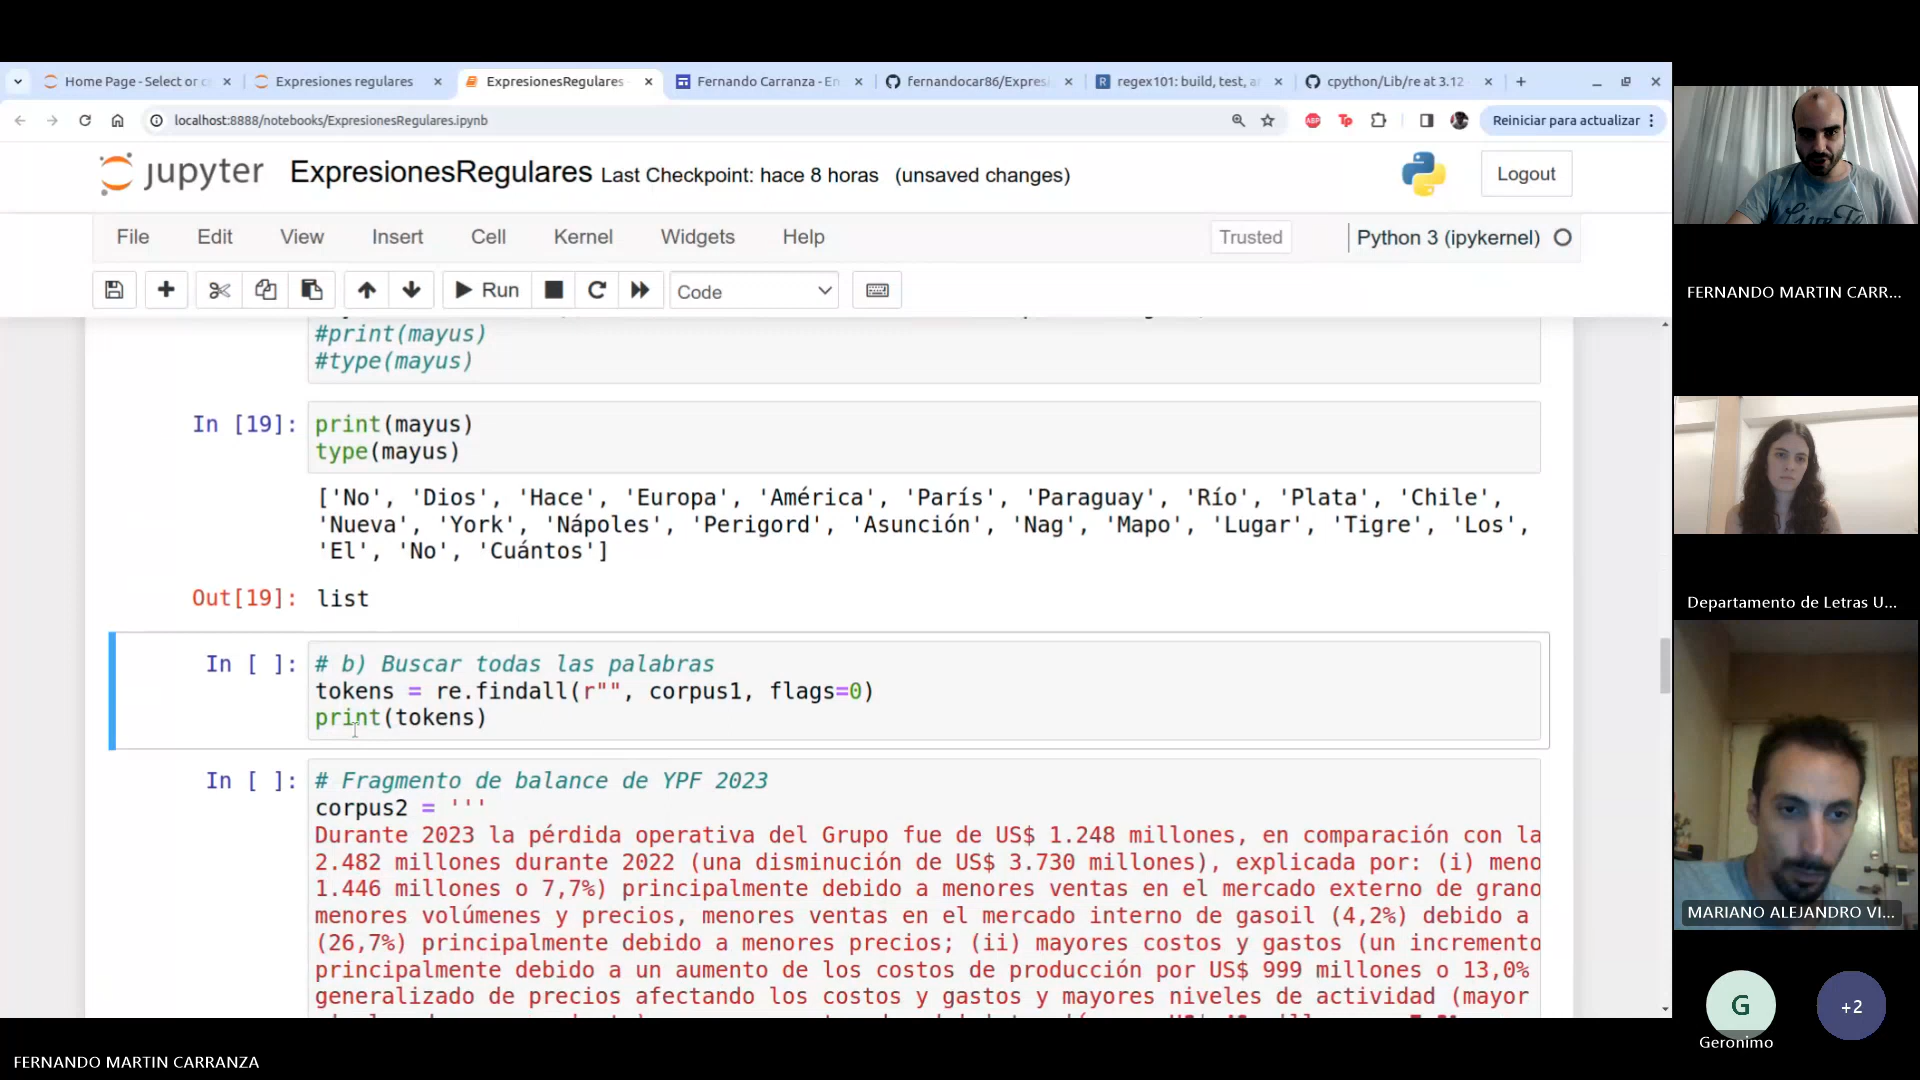 Home Page - Select or c
Expresiones regulares
ExpresionesRegulares
Fernando Carranza - En
fernandocar86/Expresi
regex101: build, test, a
cpython/Lib/re at 3.12
localhost:8888/notebooks/ExpresionesRegulares.ipynb
ABP
Tp
Reiniciar para actualizar
jupyter
ExpresionesRegulares
Last Checkpoint: hace 8 horas
(unsaved changes)
Logout
File
Edit
View
Insert
Cell
Kernel
Widgets
Help
Trusted
Python 3 (ipykernel)
Run
Code
#print(mayus)
#type(mayus)
In [19]:
print(mayus)
type(mayus)
['No', 'Dios', 'Hace', 'Europa', 'América', 'París', 'Paraguay', 'Río', 'Plata', 'Chile',
'Nueva', 'York', 'Nápoles', 'Perigord', 'Asunción', 'Nag', 'Mapo', 'Lugar', 'Tigre', 'Los',
'El', 'No', 'Cuántos']
Out[19]:
list
In [ ]:
# b) Buscar todas las palabras
tokens = re.findall(r"", corpus1, flags=0)
print(tokens)
In [ ]:
# Fragmento de balance de YPF 2023
corpus2 = '''
Durante 2023 la pérdida operativa del Grupo fue de US$ 1.248 millones, en comparación con la
2.482 millones durante 2022 (una disminución de US$ 3.730 millones), explicada por: (i) meno
1.446 millones o 7,7%) principalmente debido a menores ventas en el mercado externo de grano
menores volúmenes y precios, menores ventas en el mercado interno de gasoil (4,2%) debido a
(26,7%) principalmente debido a menores precios; (ii) mayores costos y gastos (un incremento
principalmente debido a un aumento de los costos de producción por US$ 999 millones o 13,0%
generalizado de precios afectando los costos y gastos y mayores niveles de actividad (mayor
FERNANDO MARTIN CARR...
Departamento de Letras U...
MARIANO ALEJANDRO VI...
G
+2
Geronimo
FERNANDO MARTIN CARRANZA